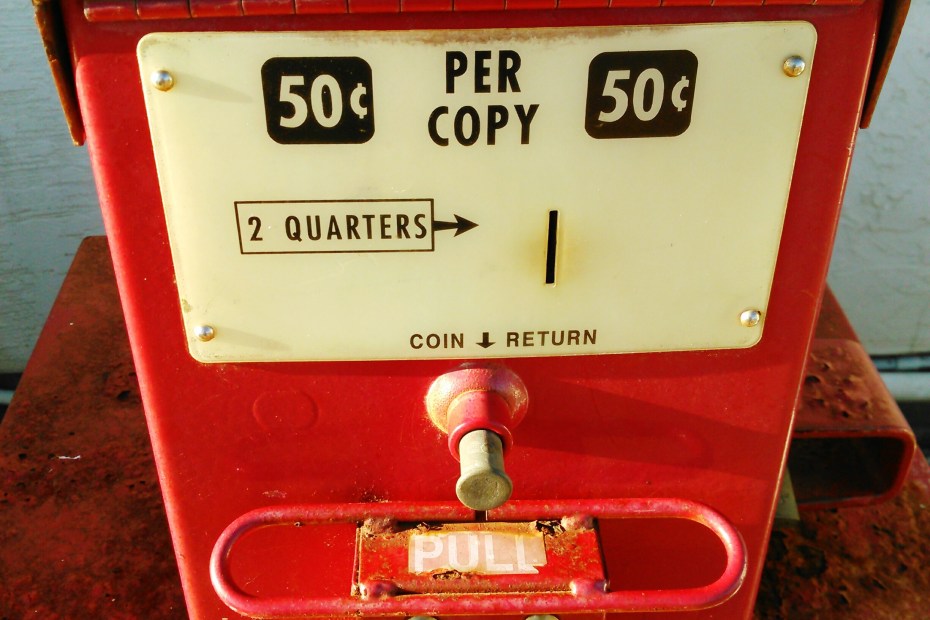 50¢ PER 50¢
COPY
2 QUARTERS
COIN RETURN
PULL